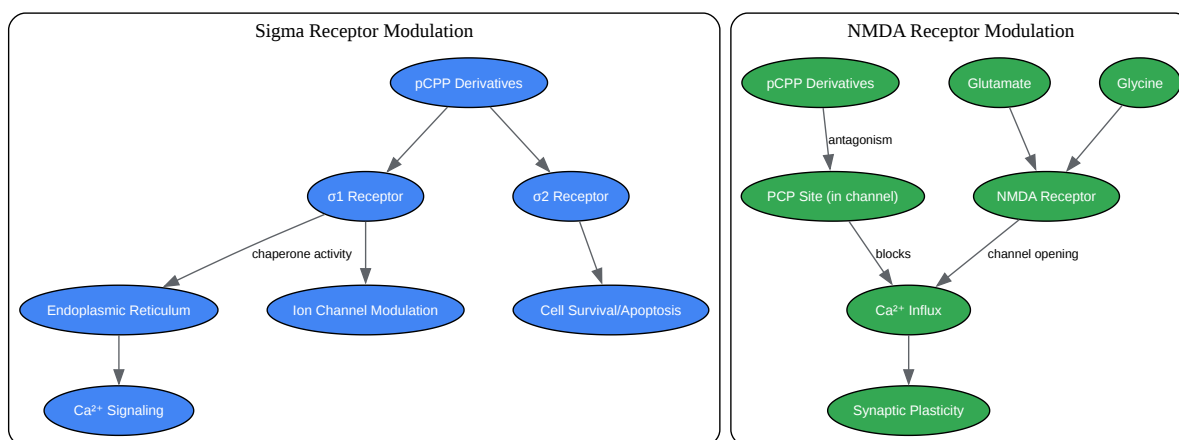 Sigma Receptor Modulation
pCPP Derivatives
σ1 Receptor
σ2 Receptor
chaperone activity
Endoplasmic Reticulum
Ion Channel Modulation
Cell Survival/Apoptosis
Ca²⁺ Signaling
NMDA Receptor Modulation
pCPP Derivatives
Glutamate
Glycine
antagonism
PCP Site (in channel)
NMDA Receptor
blocks
channel opening
Ca²⁺ Influx
Synaptic Plasticity